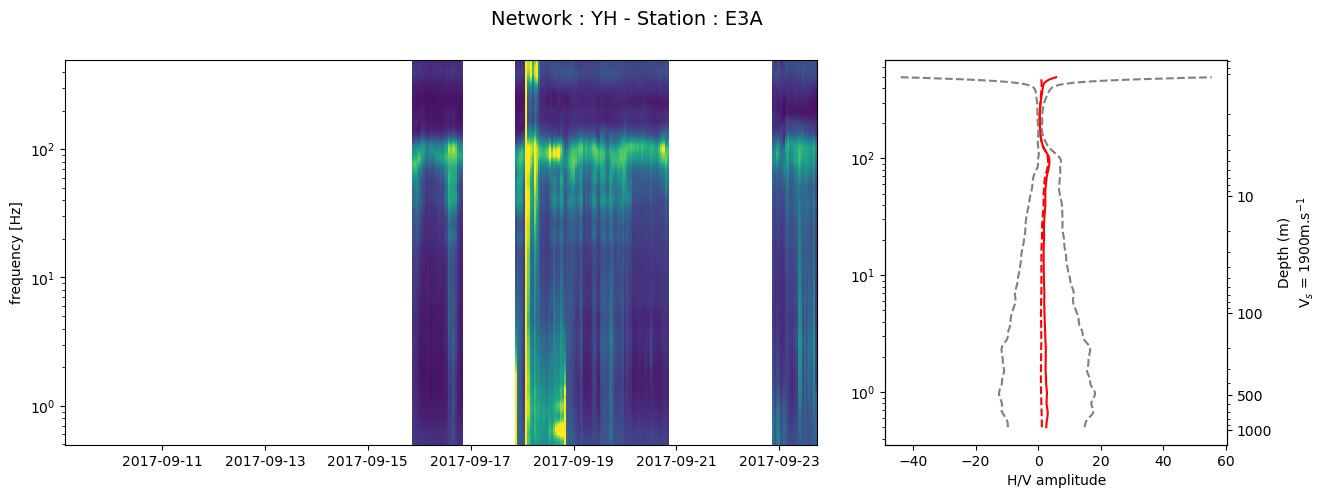 Network : YH - Station : E3A
frequency [Hz]
10²
10¹
10⁰
2017-09-11 2017-09-13 2017-09-15 2017-09-17 2017-09-19 2017-09-21 2017-09-23
10²
10¹
10⁰
−40 −20 0 20 40 60
H/V amplitude
10
100
500
1000
Depth (m)
Vₛ = 1900m.s⁻¹